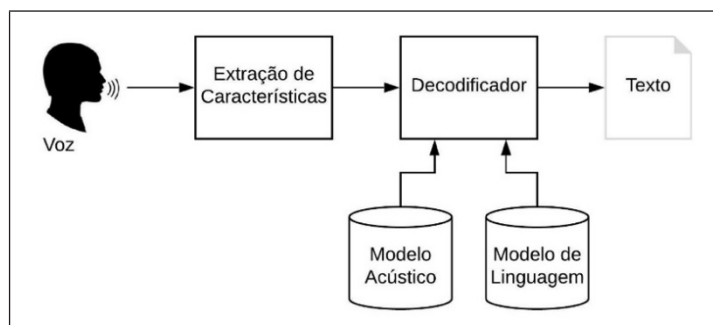 Voz
Extração de
Características
Decodificador
Texto
Modelo
Acústico
Modelo de
Linguagem